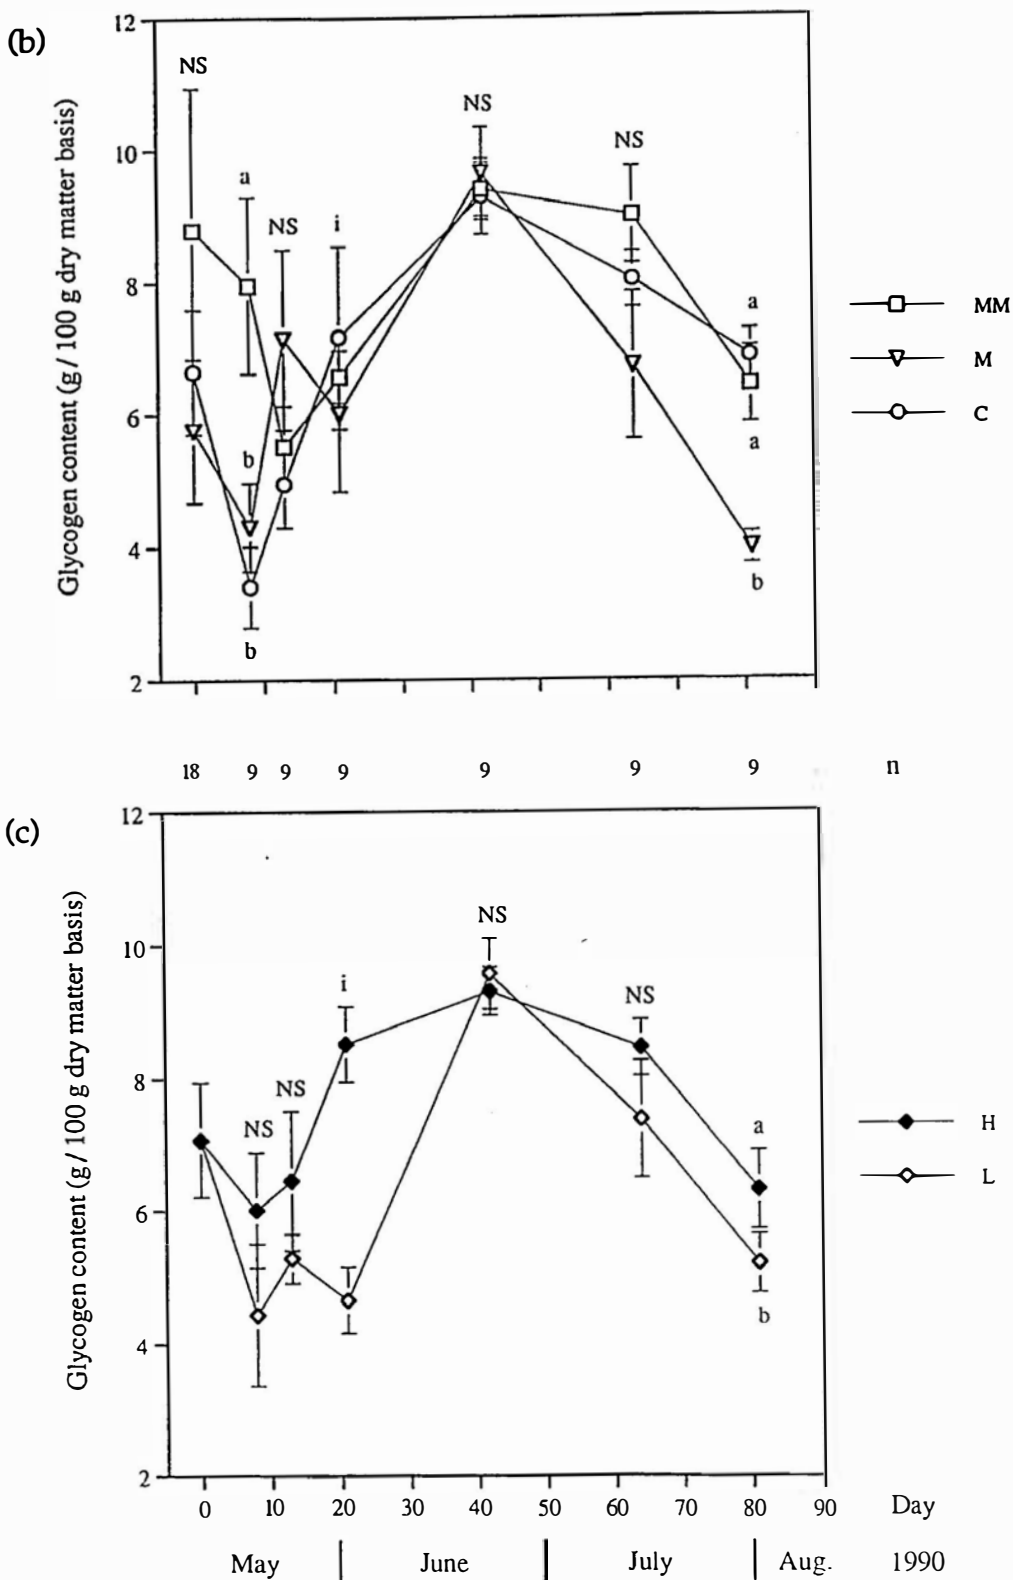 (b)
Glycogen content (g / 100 g dry matter basis)
12
10
8
6
4
2
NS
a
NS
i
NS
NS
a
b
b
a
b
MM
M
C
18 9 9 9 9 9 9 n
(c)
Glycogen content (g / 100 g dry matter basis)
12
10
8
6
4
2
NS
NS
i
NS
NS
a
b
H
L
0 10 20 30 40 50 60 70 80 90 Day
May June July Aug. 1990